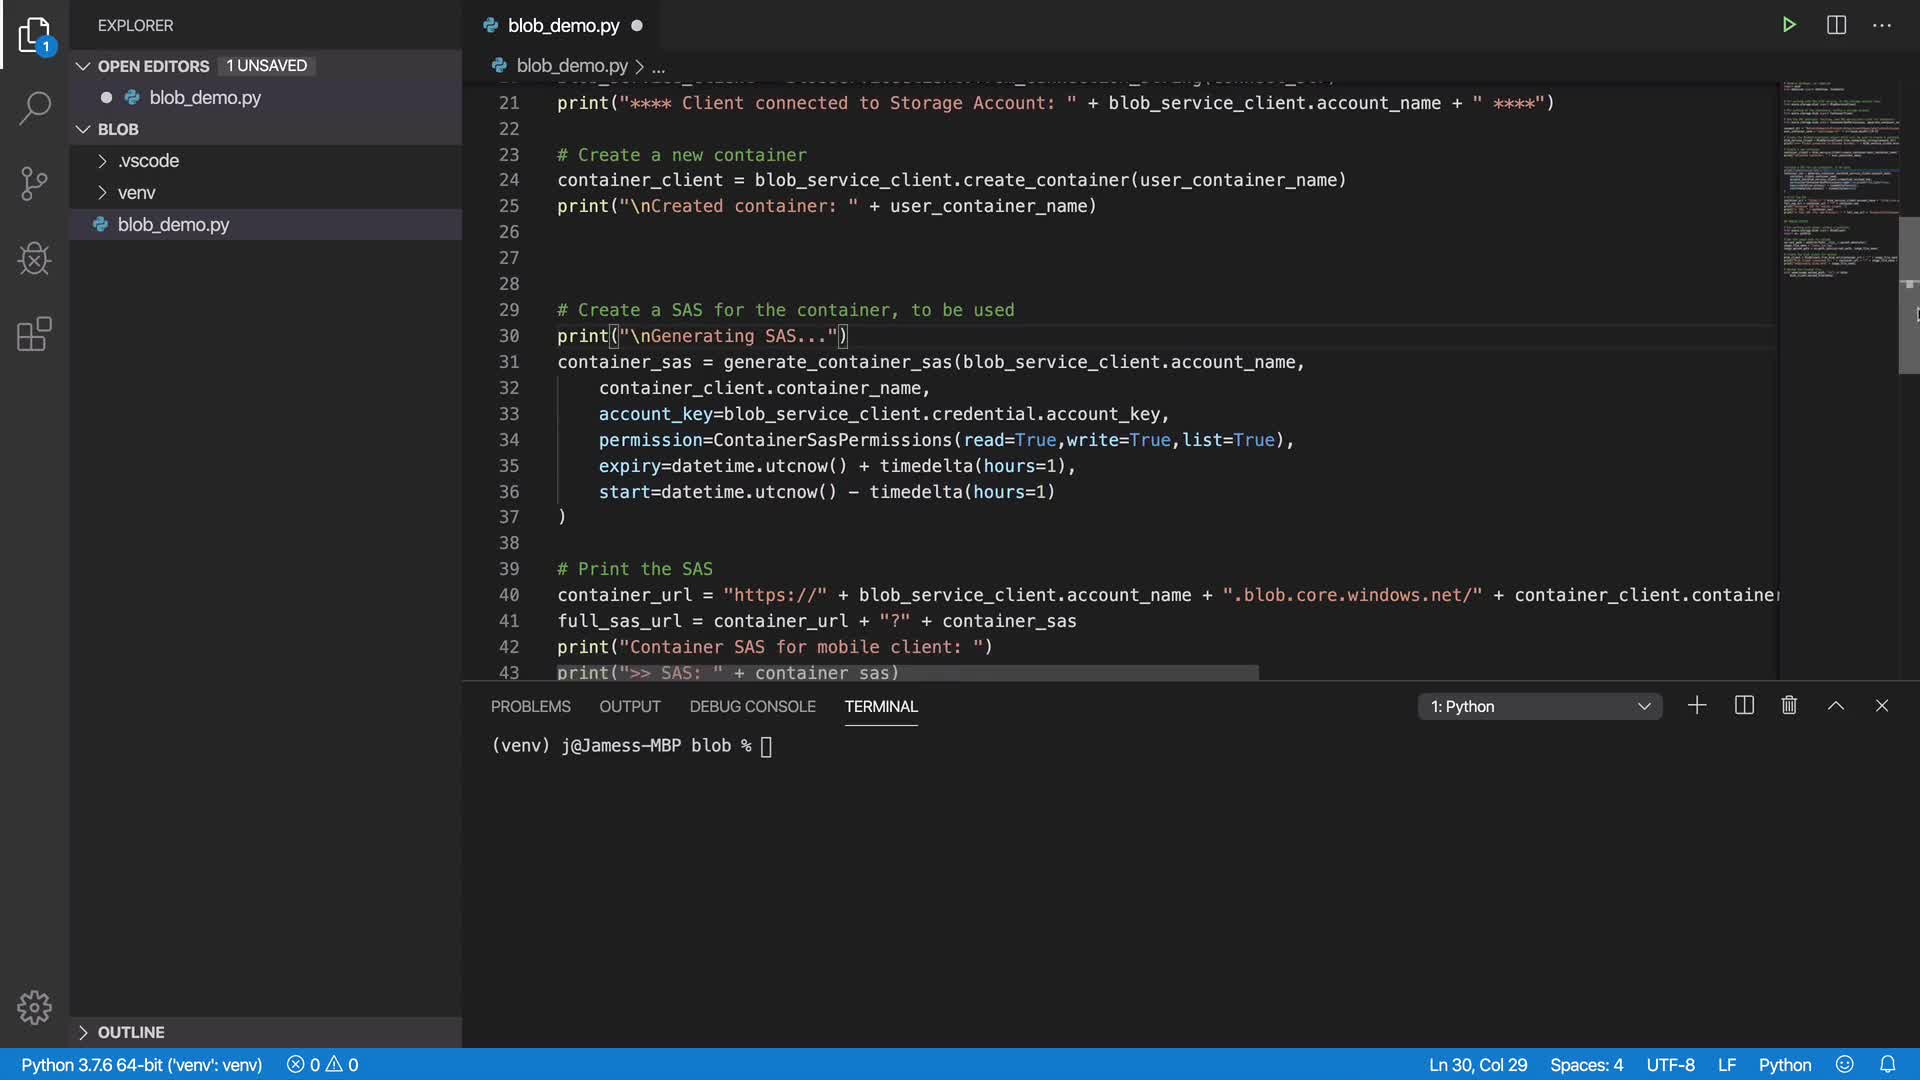 EXPLORER
OPEN EDITORS 1 UNSAVED
blob_demo.py
BLOB
.vscode
venv
blob_demo.py
OUTLINE
1
blob_demo.py
blob_demo.py > ...
21 print("**** Client connected to Storage Account: " + blob_service_client.account_name + " ****")
22
23 # Create a new container
24 container_client = blob_service_client.create_container(user_container_name)
25 print("\nCreated container: " + user_container_name)
26
27
28
29 # Create a SAS for the container, to be used
30 print("\nGenerating SAS...")
31 container_sas = generate_container_sas(blob_service_client.account_name,
32 container_client.container_name,
33 account_key=blob_service_client.credential.account_key,
34 permission=ContainerSasPermissions(read=True,write=True,list=True),
35 expiry=datetime.utcnow() + timedelta(hours=1),
36 start=datetime.utcnow() - timedelta(hours=1)
37 )
38
39 # Print the SAS
40 container_url = "https://" + blob_service_client.account_name + ".blob.core.windows.net/" + container_client.container
41 full_sas_url = container_url + "?" + container_sas
42 print("Container SAS for mobile client: ")
43 print(">> SAS: " + container_sas)
PROBLEMS OUTPUT DEBUG CONSOLE TERMINAL 1: Python
(venv) j@Jamess-MBP blob %
Python 3.7.6 64-bit ('venv': venv) 0 0 Ln 30, Col 29 Spaces: 4 UTF-8 LF Python